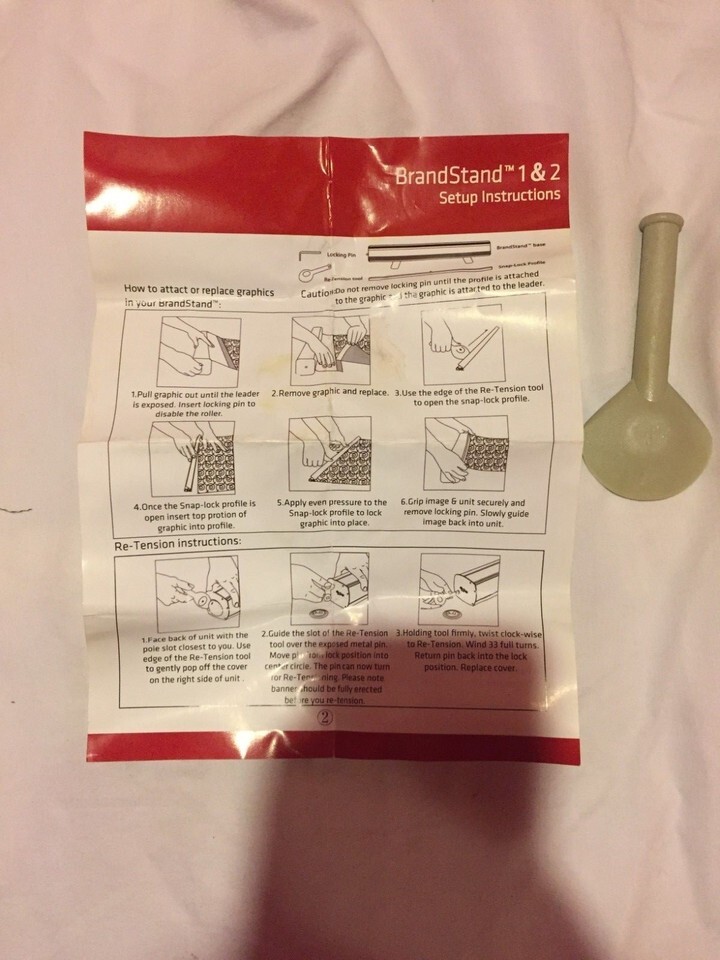 BrandStand™ 1 & 2
Setup Instructions
Locking Pin
BrandStand™ base
Re-Tension tool
Snap-Lock Profile
How to attact or replace graphics
in your BrandStand™:
Caution:Do not remove locking pin until the profile is attached
to the graphic the graphic is attacted to the leader.
1.Pull graphic out until the leader
is exposed. Insert locking pin to
disable the roller.
2.Remove graphic and replace.
3.Use the edge of the Re-Tension tool
to open the snap-lock profile.
4.Once the Snap-lock profile is
open insert top protion of
graphic into profile.
5.Apply even pressure to the
Snap-lock profile to lock
graphic into place.
6.Grip image & unit securely and
remove locking pin. Slowly guide
image back into unit.
Re-Tension instructions:
1.Face back of unit with the
pole slot closest to you. Use
edge of the Re-Tension tool
to gently pop off the cover
on the right side of unit .
2.Guide the slot of the Re-Tension
tool over the exposed metal pin.
Move pin from lock position into
center circle. The pin can now turn
for Re-Tensioning. Please note
banner should be fully erected
before you re-tension.
3.Holding tool firmly, twist clock-wise
to Re-Tension. Wind 33 full turns.
Return pin back into the lock
position. Replace cover.
2